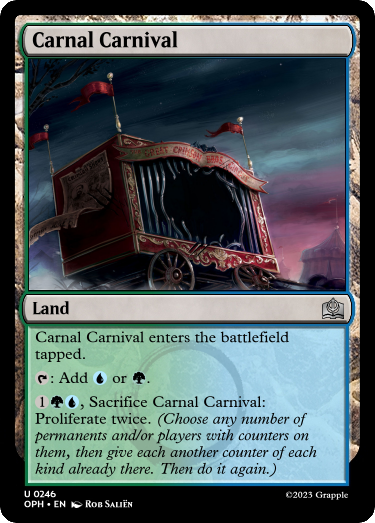 Carnal Carnival
Land
Carnal Carnival enters the battlefield
tapped.
: Add or .
1 , Sacrifice Carnal Carnival:
Proliferate twice. (Choose any number of
permanents and/or players with counters on
them, then give each another counter of each
kind already there. Then do it again.)
U 0246
OPH • EN Rob Saliën
©2023 Grapple